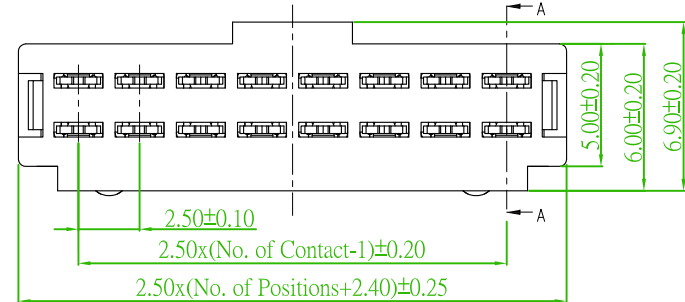 A
5.00±0.20
6.00±0.20
6.90±0.20
2.50±0.10
A
2.50x(No. of Contact-1)±0.20
2.50x(No. of Positions+2.40)±0.25